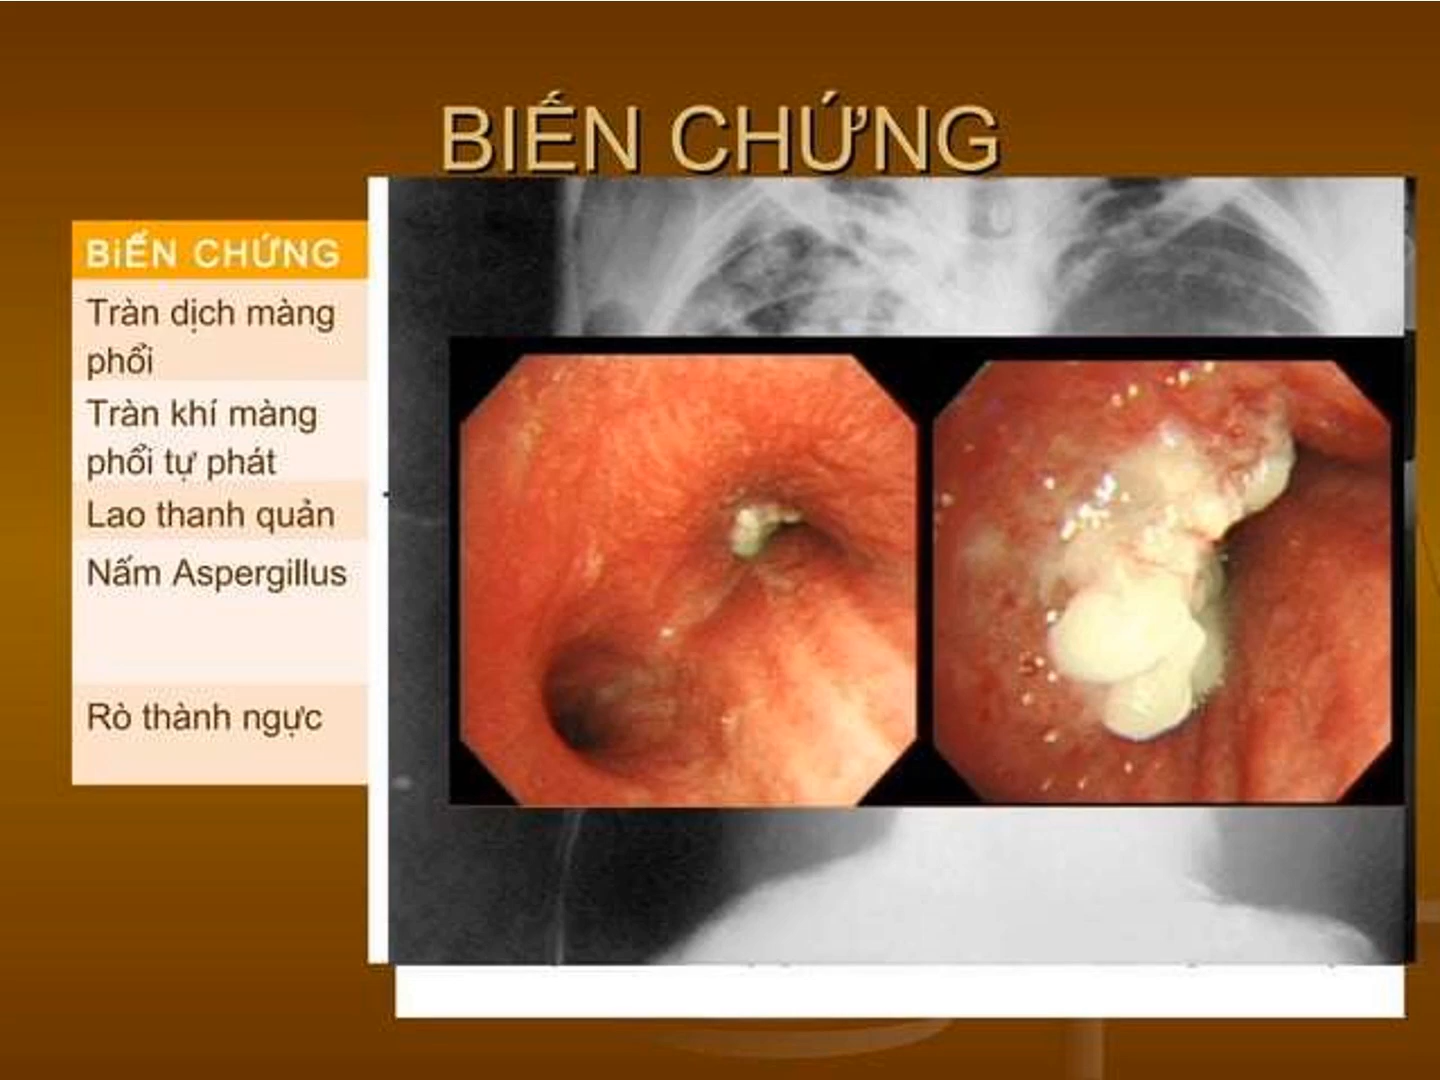 BIẾN CHỨNG
BiẾN CHỨNG
Tràn dịch màng
phổi
Tràn khí màng
phổi tự phát
Lao thanh quản
Nấm Aspergillus
Rò thành ngực